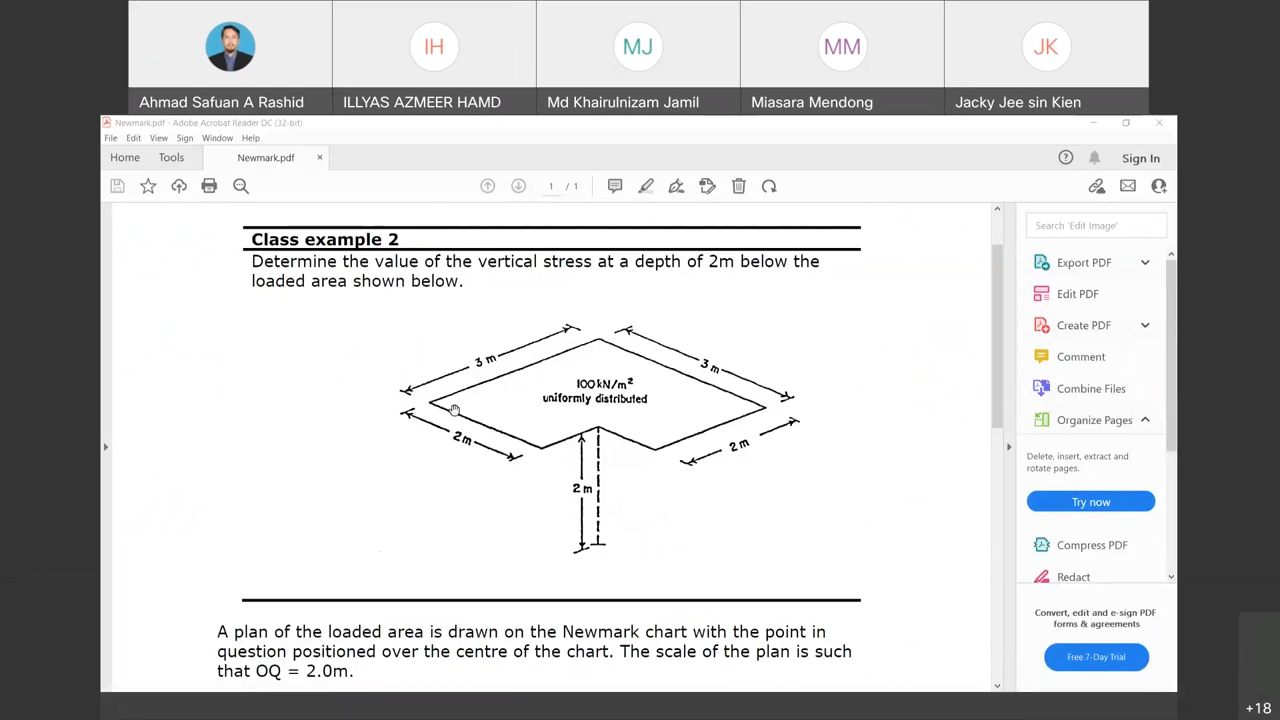 IH
MJ
MM
JK
Ahmad Safuan A Rashid
ILLYAS AZMEER HAMD
Md Khairulnizam Jamil
Miasara Mendong
Jacky Jee sin Kien
Newmark.pdf - Adobe Acrobat Reader DC (32-bit)
File Edit View Sign Window Help
Home Tools Newmark.pdf × Sign In
1 / 1
Search 'Edit Image'
Class example 2
Determine the value of the vertical stress at a depth of 2m below the
loaded area shown below.
3 m
3 m
100 kN/m²
uniformly distributed
2m
2m
2 m
A plan of the loaded area is drawn on the Newmark chart with the point in
question positioned over the centre of the chart. The scale of the plan is such
that OQ = 2.0m.
Export PDF
Edit PDF
Create PDF
Comment
Combine Files
Organize Pages
Delete, insert, extract and
rotate pages.
Try now
Compress PDF
Redact
Convert, edit and e-sign PDF
forms & agreements
Free 7-Day Trial
+18